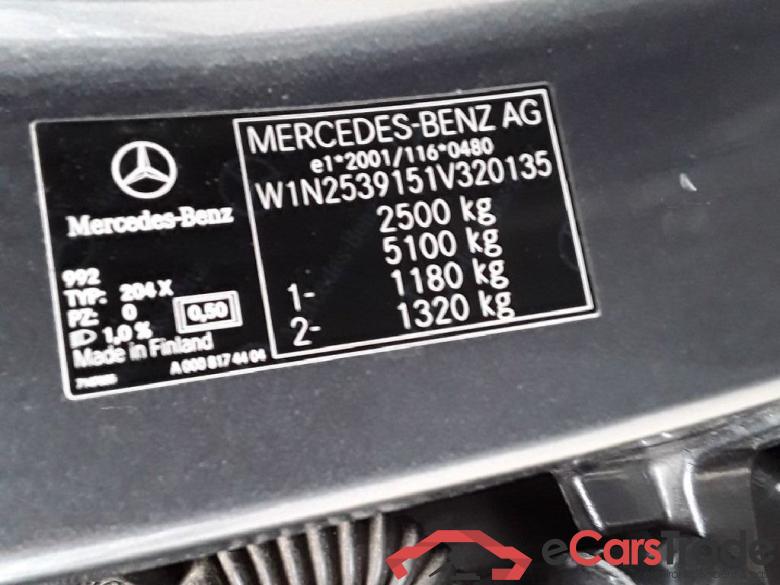 Mercedes-Benz
992
TYP: 204 X
PZ: 0
1,0 %
0,50
Made in Finland
A 000 817 44 04
MERCEDES-BENZ AG
e1*2001/116*0480
W1N2539151V320135
2500 kg
5100 kg
1- 1180 kg
2- 1320 kg
eCarsTrade